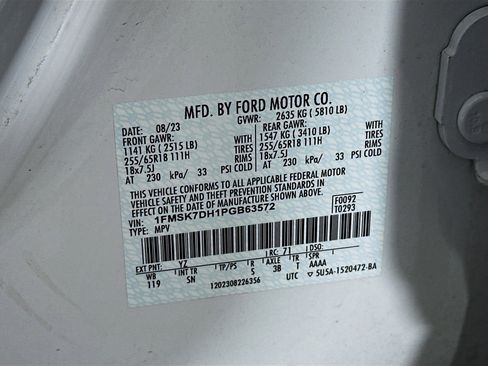 MFD. BY FORD MOTOR CO.
DATE: 08/23 GVWR: 2635 KG ( 5810 LB)
FRONT GAWR: REAR GAWR:
1141 KG ( 2515 LB) WITH 1547 KG ( 3410 LB) WITH
255/65R18 111H TIRES 255/65R18 111H TIRES
18x7.5J RIMS 18x7.5J RIMS
AT 230 kPa/ 33 PSI COLD AT 230 kPa/ 33 PSI COLD
THIS VEHICLE CONFORMS TO ALL APPLICABLE FEDERAL MOTOR
VEHICLE SAFETY AND THEFT PREVENTION STANDARDS IN
EFFECT ON THE DATE OF MANUFACTURE SHOWN ABOVE.
VIN: 1FMSK7DH1PGB63572 F0092
TYPE: MPV T0293
EXT PNT: YZ RC: 71 DSO:
WB INT TR TP/PS R AXLE TR SPR
119 SN 5 3B T AAAA
1202308226356 UTC 5U5A-1520472-BA